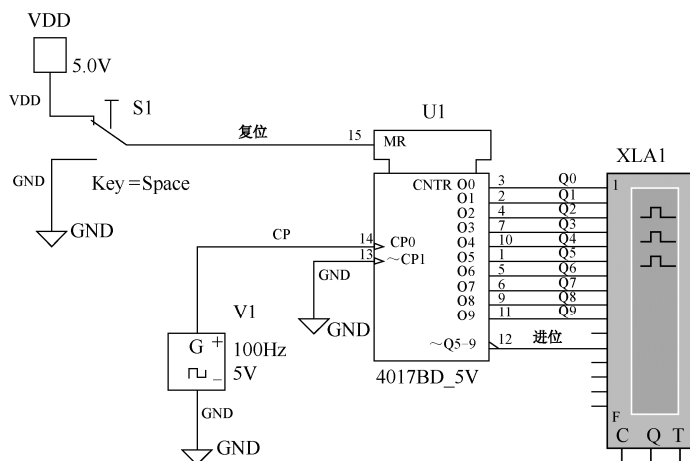 VDD
5.0V
VDD
S1
复位
15
MR
U1
XLA1
GND
Key=Space
GND
CNTR
O0 3 Q0
O1 2 Q1
O2 4 Q2
O3 7 Q3
O4 10 Q4
O5 1 Q5
O6 5 Q6
O7 6 Q7
O8 9 Q8
O9 11 Q9
1
CP
14 CP0
13 ~CP1
GND
GND
V1
G + −
100Hz
5V
~Q5-9
12
进位
4017BD_5V
GND
GND
F
C Q T